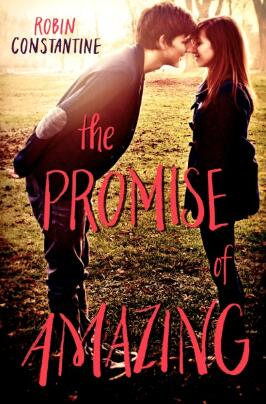 ROBIN
CONSTANTINE
the
PROMISE
of
AMAZING